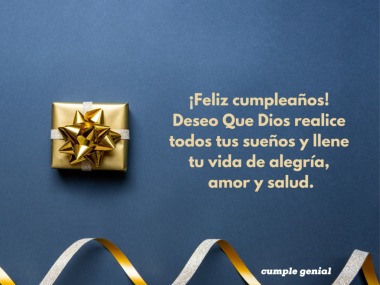 ¡Feliz cumpleaños!
Deseo Que Dios realice
todos tus sueños y llene
tu vida de alegría,
amor y salud.
cumple genial